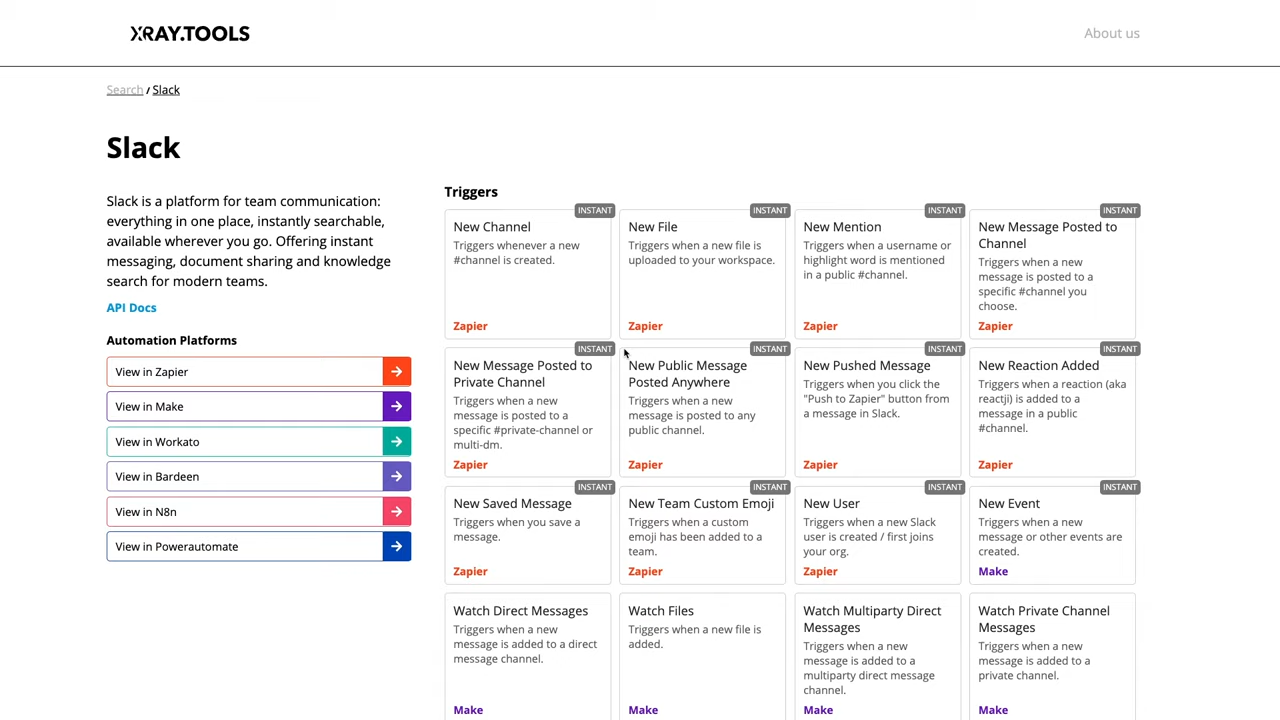 XRAY.TOOLS
About us
Search / Slack
Slack
Slack is a platform for team communication:
everything in one place, instantly searchable,
available wherever you go. Offering instant
messaging, document sharing and knowledge
search for modern teams.
API Docs
Automation Platforms
View in Zapier
View in Make
View in Workato
View in Bardeen
View in N8n
View in Powerautomate
Triggers
INSTANT
New Channel
Triggers whenever a new
#channel is created.
Zapier
INSTANT
New File
Triggers when a new file is
uploaded to your workspace.
Zapier
INSTANT
New Mention
Triggers when a username or
highlight word is mentioned
in a public #channel.
Zapier
INSTANT
New Message Posted to
Channel
Triggers when a new
message is posted to a
specific #channel you
choose.
Zapier
INSTANT
New Message Posted to
Private Channel
Triggers when a new
message is posted to a
specific #private-channel or
multi-dm.
Zapier
INSTANT
New Public Message
Posted Anywhere
Triggers when a new
message is posted to any
public channel.
Zapier
INSTANT
New Pushed Message
Triggers when you click the
"Push to Zapier" button from
a message in Slack.
Zapier
INSTANT
New Reaction Added
Triggers when a reaction (aka
reactji) is added to a
message in a public
#channel.
Zapier
INSTANT
New Saved Message
Triggers when you save a
message.
Zapier
INSTANT
New Team Custom Emoji
Triggers when a custom
emoji has been added to a
team.
Zapier
INSTANT
New User
Triggers when a new Slack
user is created / first joins
your org.
Zapier
INSTANT
New Event
Triggers when a new
message or other events are
created.
Make
Watch Direct Messages
Triggers when a new
message is added to a direct
message channel.
Make
Watch Files
Triggers when a new file is
added.
Make
Watch Multiparty Direct
Messages
Triggers when a new
message is added to a
multiparty direct message
channel.
Make
Watch Private Channel
Messages
Triggers when a new
message is added to a
private channel.
Make